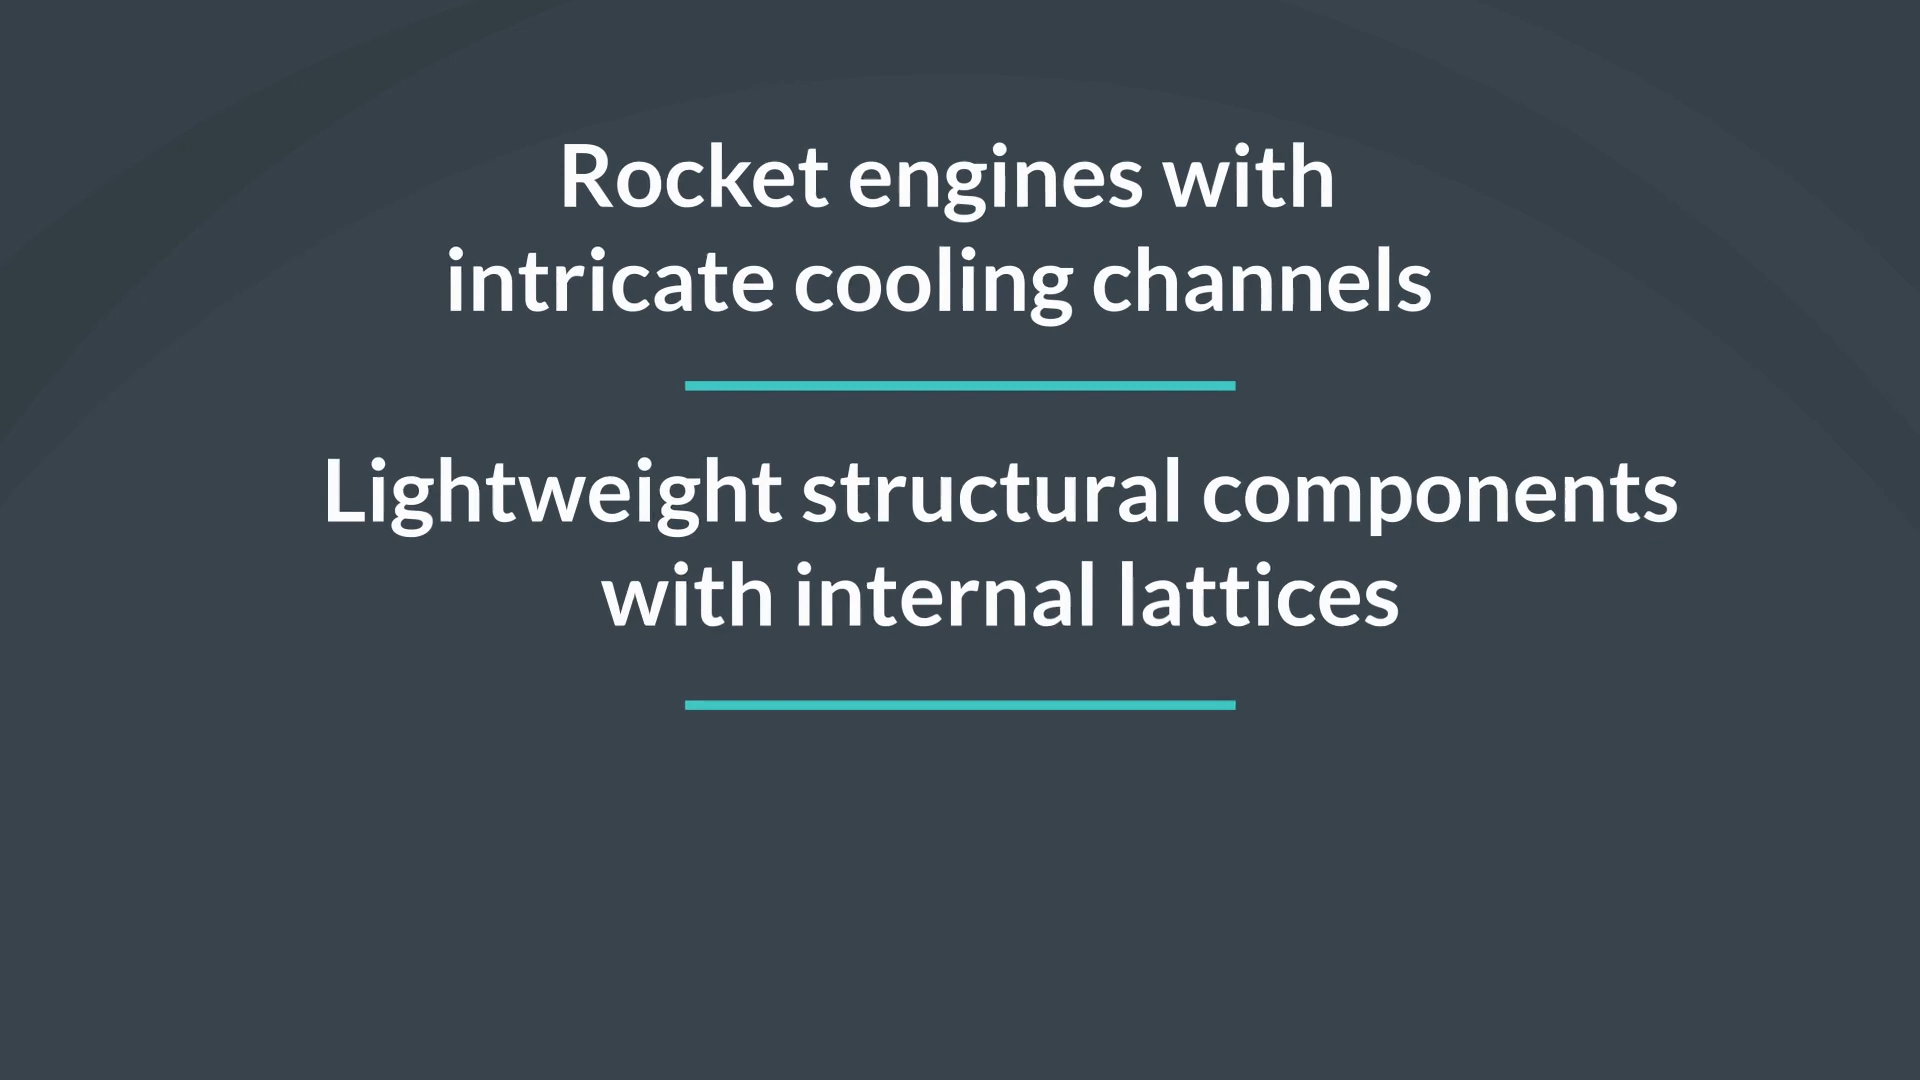 Rocket engines with
intricate cooling channels
Lightweight structural components
with internal lattices